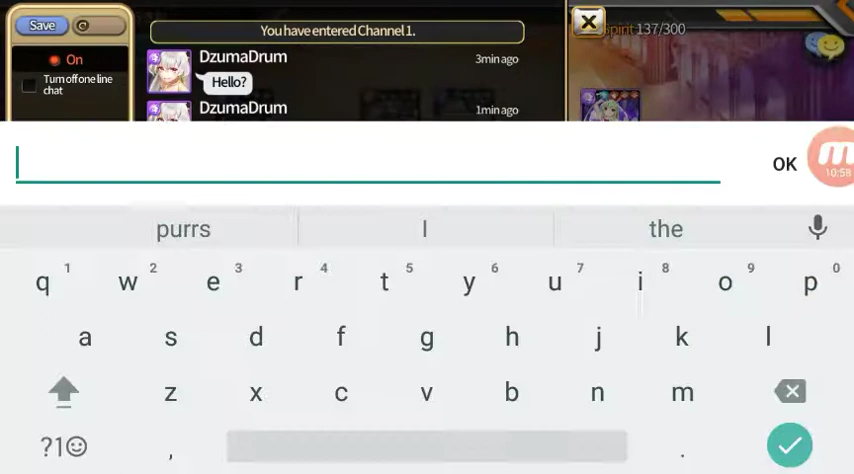 Save
You have entered Channel 1.
Spirit 137/300
On
DzumaDrum 3min ago
Turn off one line
chat
Hello?
DzumaDrum 1min ago
OK
10:58
purrs I the
q 1 w 2 e 3 r 4 t 5 y 6 u 7 i 8 o 9 p 0
a s d f g h j k l
z x c v b n m
?1 , .